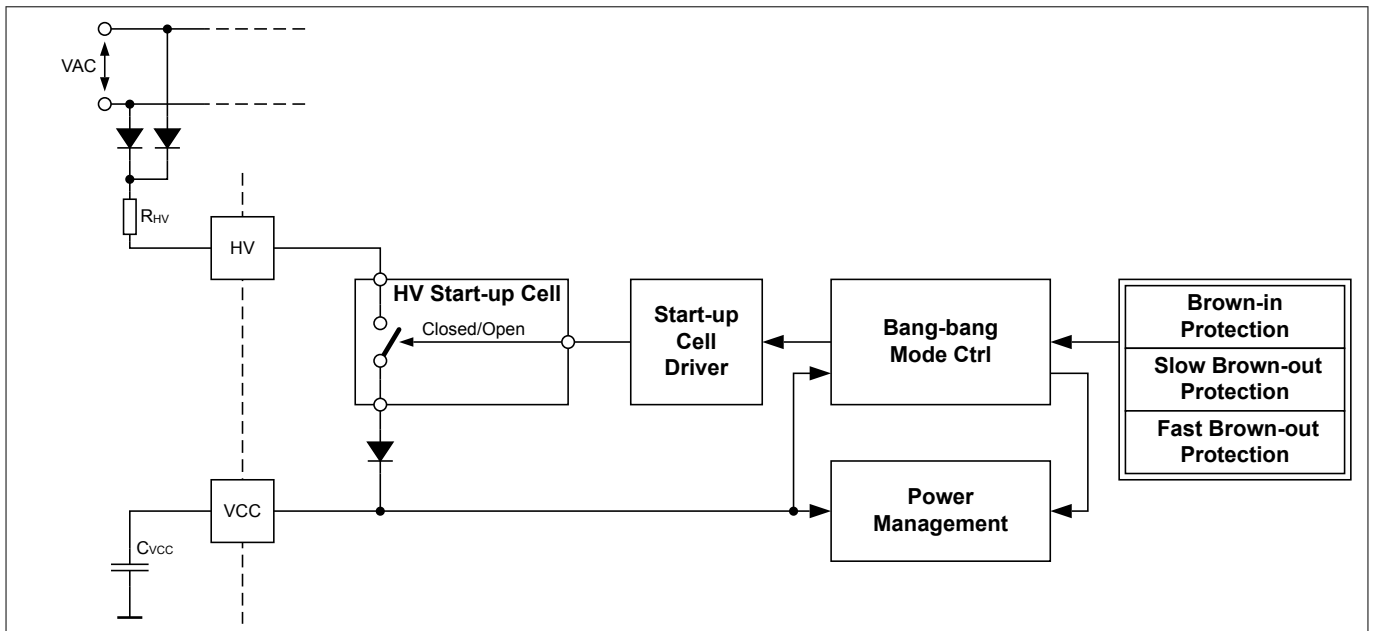 VAC
RHV
HV
HV Start-up Cell
Closed/Open
Start-up
Cell
Driver
Bang-bang
Mode Ctrl
Brown-in
Protection
Slow Brown-out
Protection
Fast Brown-out
Protection
VCC
Power
Management
CVCC